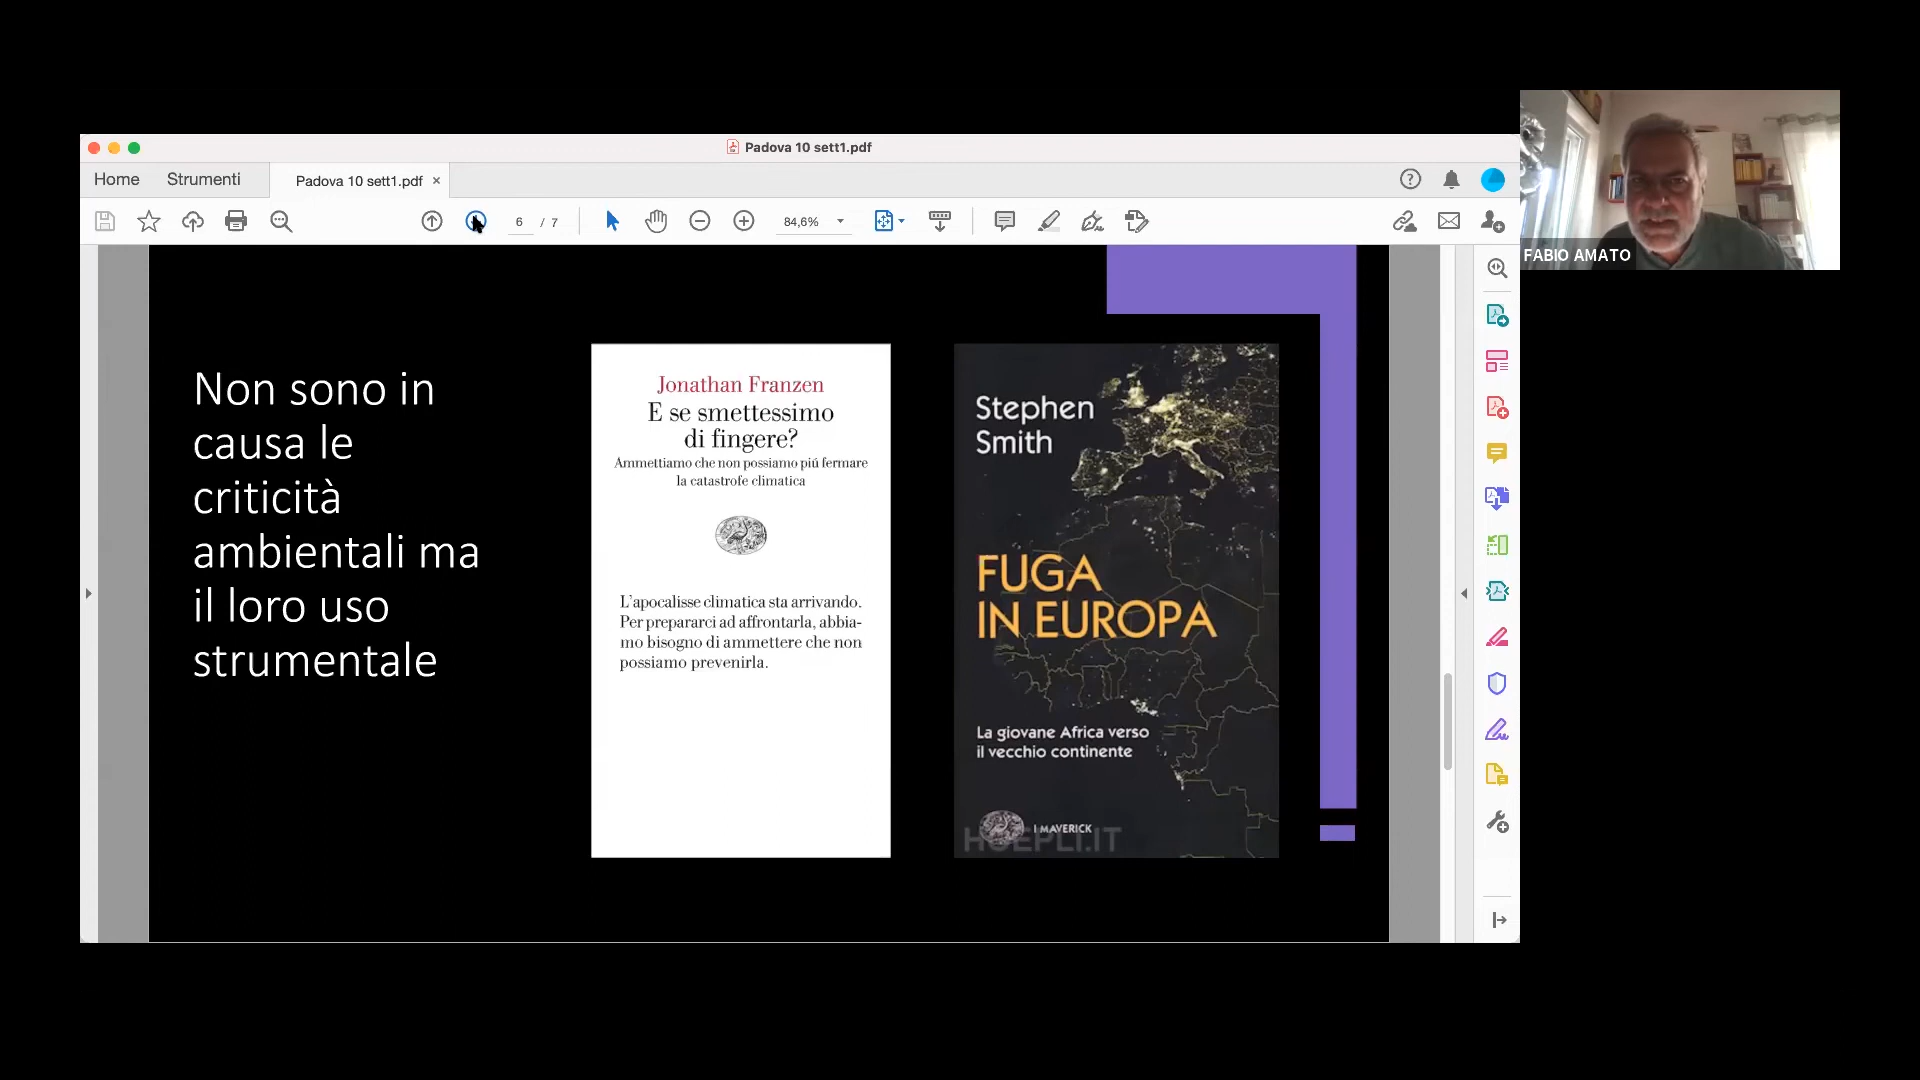 Padova 10 sett1.pdf
Home
Strumenti
Padova 10 sett1.pdf
6 / 7
84,6%
FABIO AMATO
Non sono in
causa le
criticità
ambientali ma
il loro uso
strumentale
Jonathan Franzen
E se smettessimo
di fingere?
Ammettiamo che non possiamo piú fermare
la catastrofe climatica
L'apocalisse climatica sta arrivando.
Per prepararci ad affrontarla, abbia-
mo bisogno di ammettere che non
possiamo prevenirla.
Stephen
Smith
FUGA
IN EUROPA
La giovane Africa verso
il vecchio continente
I MAVERICK
HOEPLI.IT